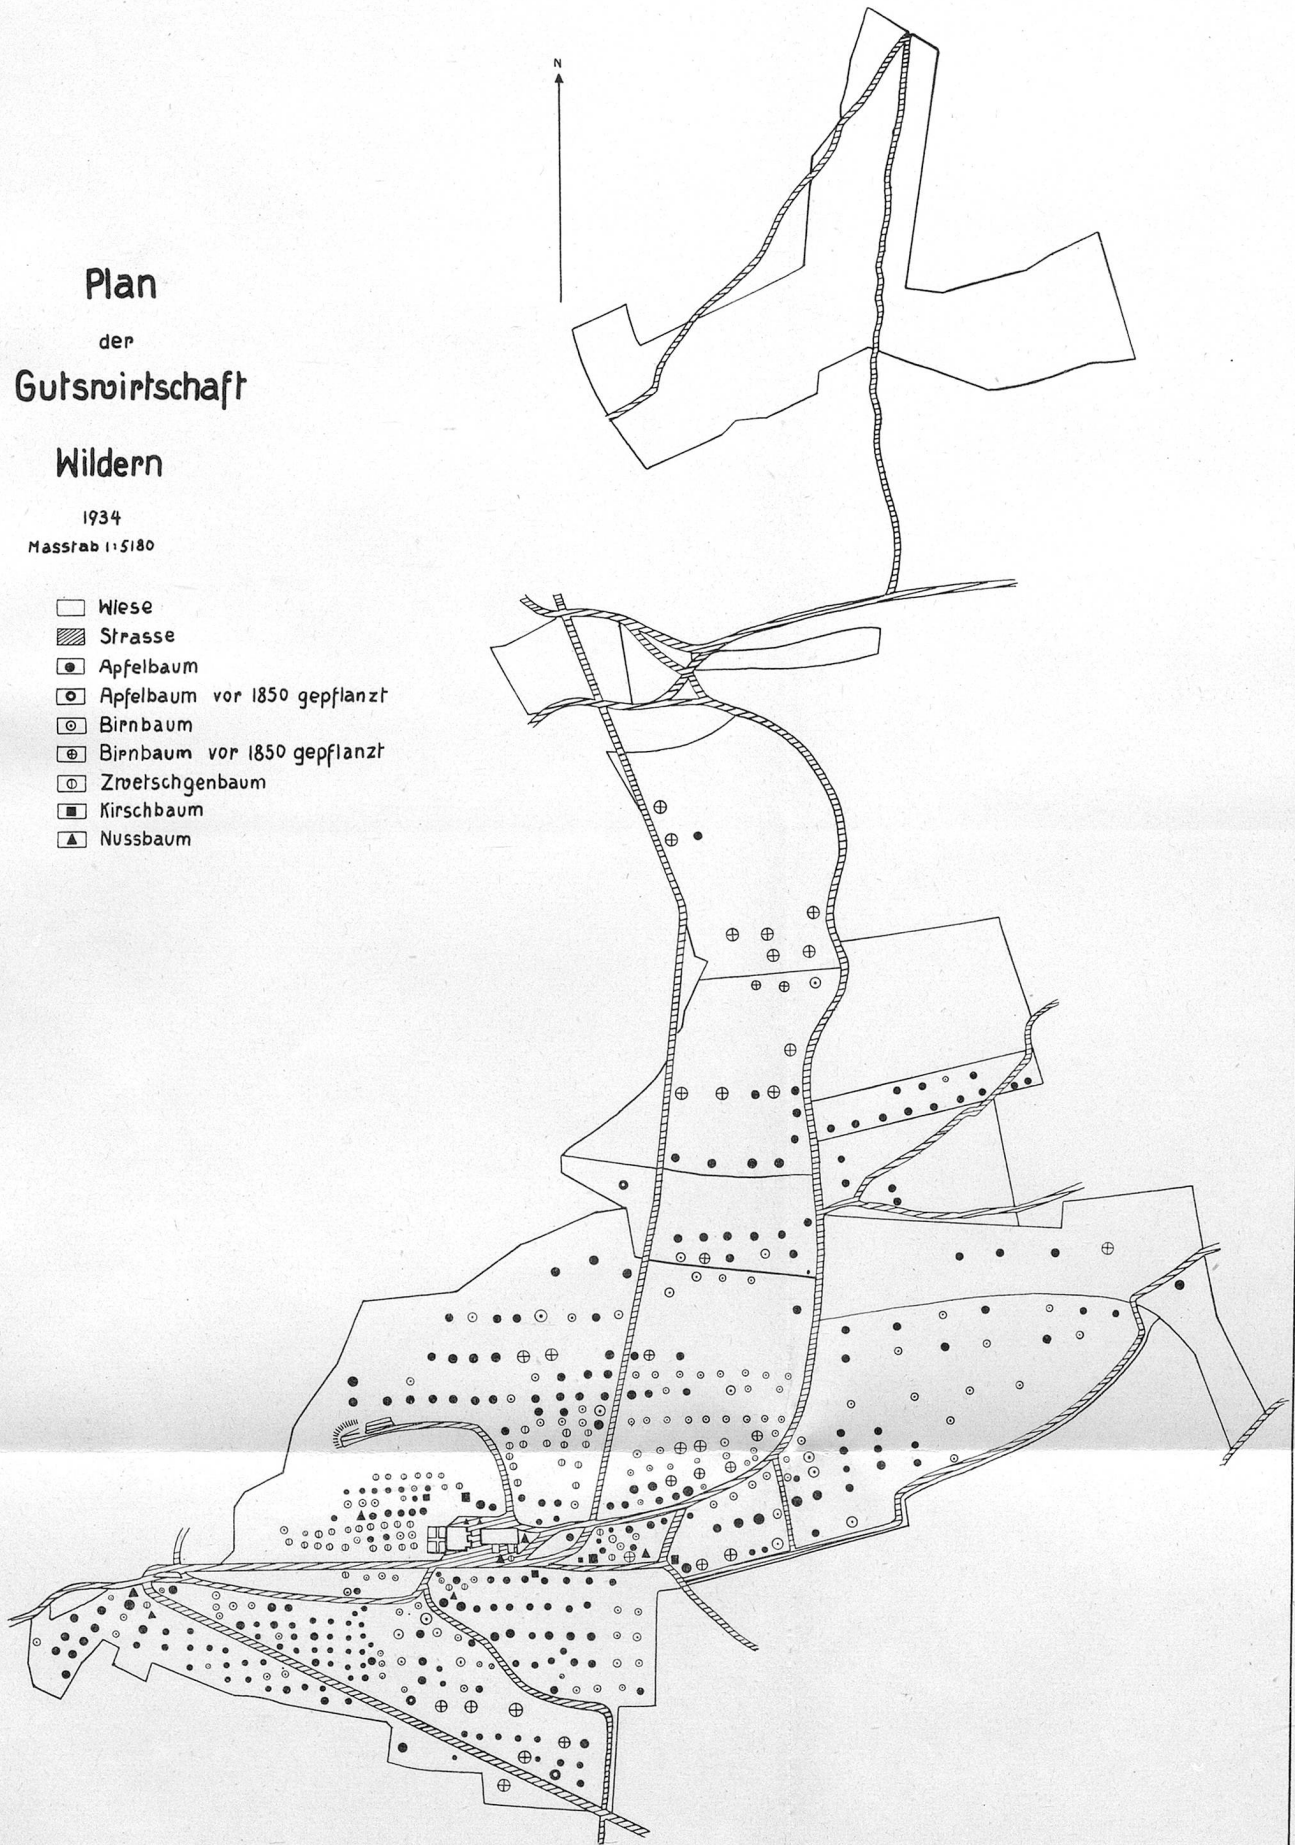 N
Plan
der
Gutswirtschaft
Wildern
1934
Masstab 1:5180
Wiese
Strasse
Apfelbaum
Apfelbaum vor 1850 gepflanzt
Birnbaum
Birnbaum vor 1850 gepflanzt
Zwetschgenbaum
Kirschbaum
Nussbaum